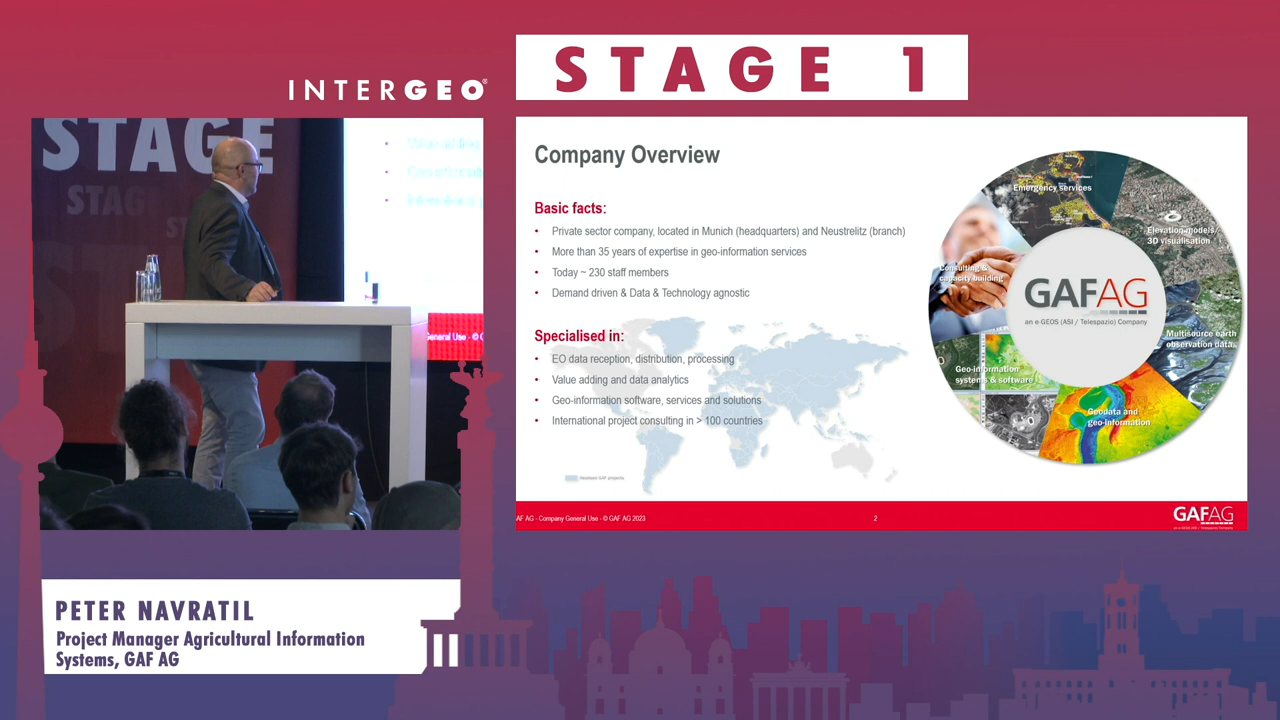 STAGE 1
INTERGEO®
STAGE
STAGE
ST
General Use - © G
Company Overview
Basic facts:
• Private sector company, located in Munich (headquarters) and Neustrelitz (branch)
• More than 35 years of expertise in geo-information services
• Today ~ 230 staff members
• Demand driven & Data & Technology agnostic
Specialised in:
• EO data reception, distribution, processing
• Value adding and data analytics
• Geo-information software, services and solutions
• International project consulting in > 100 countries
Emergency services
Elevation models/
3D visualisation
Consulting &
capacity building
GAFAG
an e-GEOS (ASI / Telespazio) Company
Multisource earth
observation data
Geo-information
systems & software
Geodata and
geo-information
AF AG - Company General Use - © GAF AG 2023
2
GAFAG
PETER NAVRATIL
Project Manager Agricultural Information
Systems, GAF AG